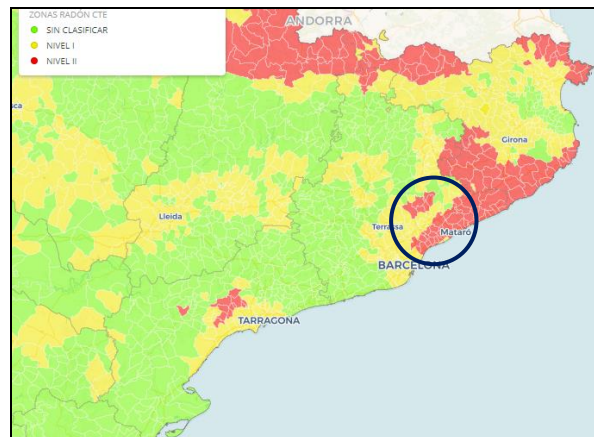 ZONAS RADÓN CTE
SIN CLASIFICAR
NIVEL I
NIVEL II
ANDORRA
Girona
Lleida
Terrassa
Mataró
BARCELONA
TARRAGONA